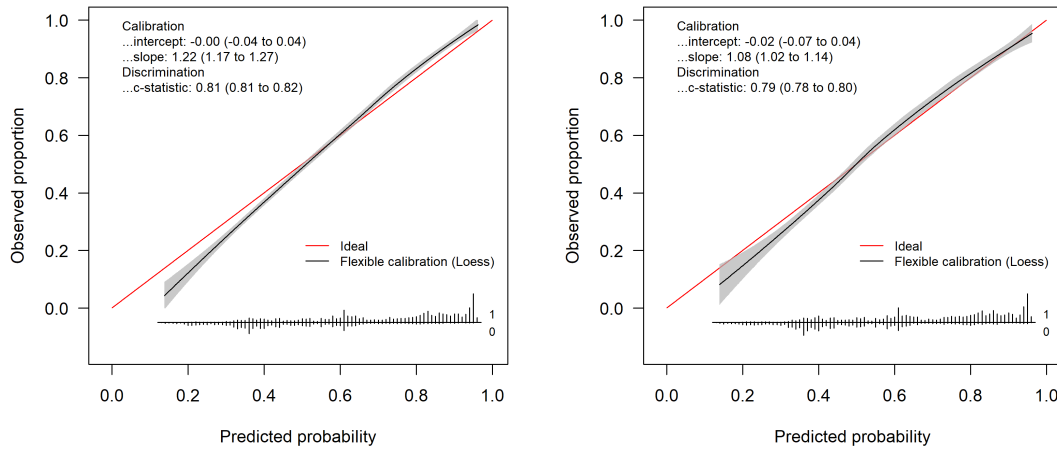 Calibration
...intercept: -0.00 (-0.04 to 0.04)
...slope: 1.22 (1.17 to 1.27)
Discrimination
...c-statistic: 0.81 (0.81 to 0.82)
1.0
0.8
0.6
0.4
0.2
0.0
Observed proportion
Ideal
Flexible calibration (Loess)
1
0
0.0 0.2 0.4 0.6 0.8 1.0
Predicted probability
Calibration
...intercept: -0.02 (-0.07 to 0.04)
...slope: 1.08 (1.02 to 1.14)
Discrimination
...c-statistic: 0.79 (0.78 to 0.80)
1.0
0.8
0.6
0.4
0.2
0.0
Observed proportion
Ideal
Flexible calibration (Loess)
1
0
0.0 0.2 0.4 0.6 0.8 1.0
Predicted probability